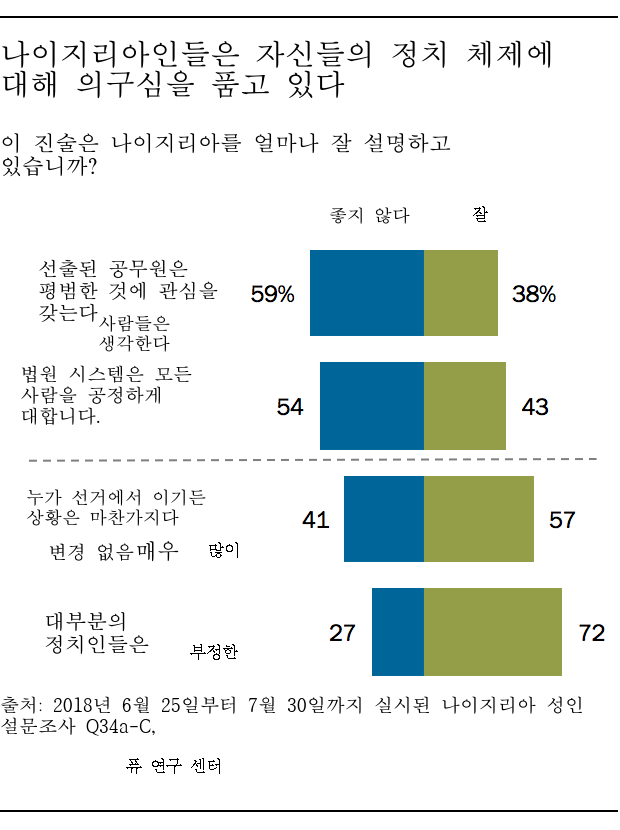 나이지리아인들은 자신들의 정치 체제에
대해 의구심을 품고 있다
이 진술은 나이지리아를 얼마나 잘 설명하고
있습니까?
좋지 않다 잘
선출된 공무원은
평범한 것에 관심을
갖는다
사람들은
생각한다
59% 38%
법원 시스템은 모든
사람을 공정하게
대합니다.
54 43
누가 선거에서 이기든
상황은 마찬가지다
변경 없음매우 많이
41 57
대부분의
정치인들은
부정한
27 72
출처: 2018년 6월 25일부터 7월 30일까지 실시된 나이지리아 성인
설문조사 Q34a-C,
퓨 연구 센터